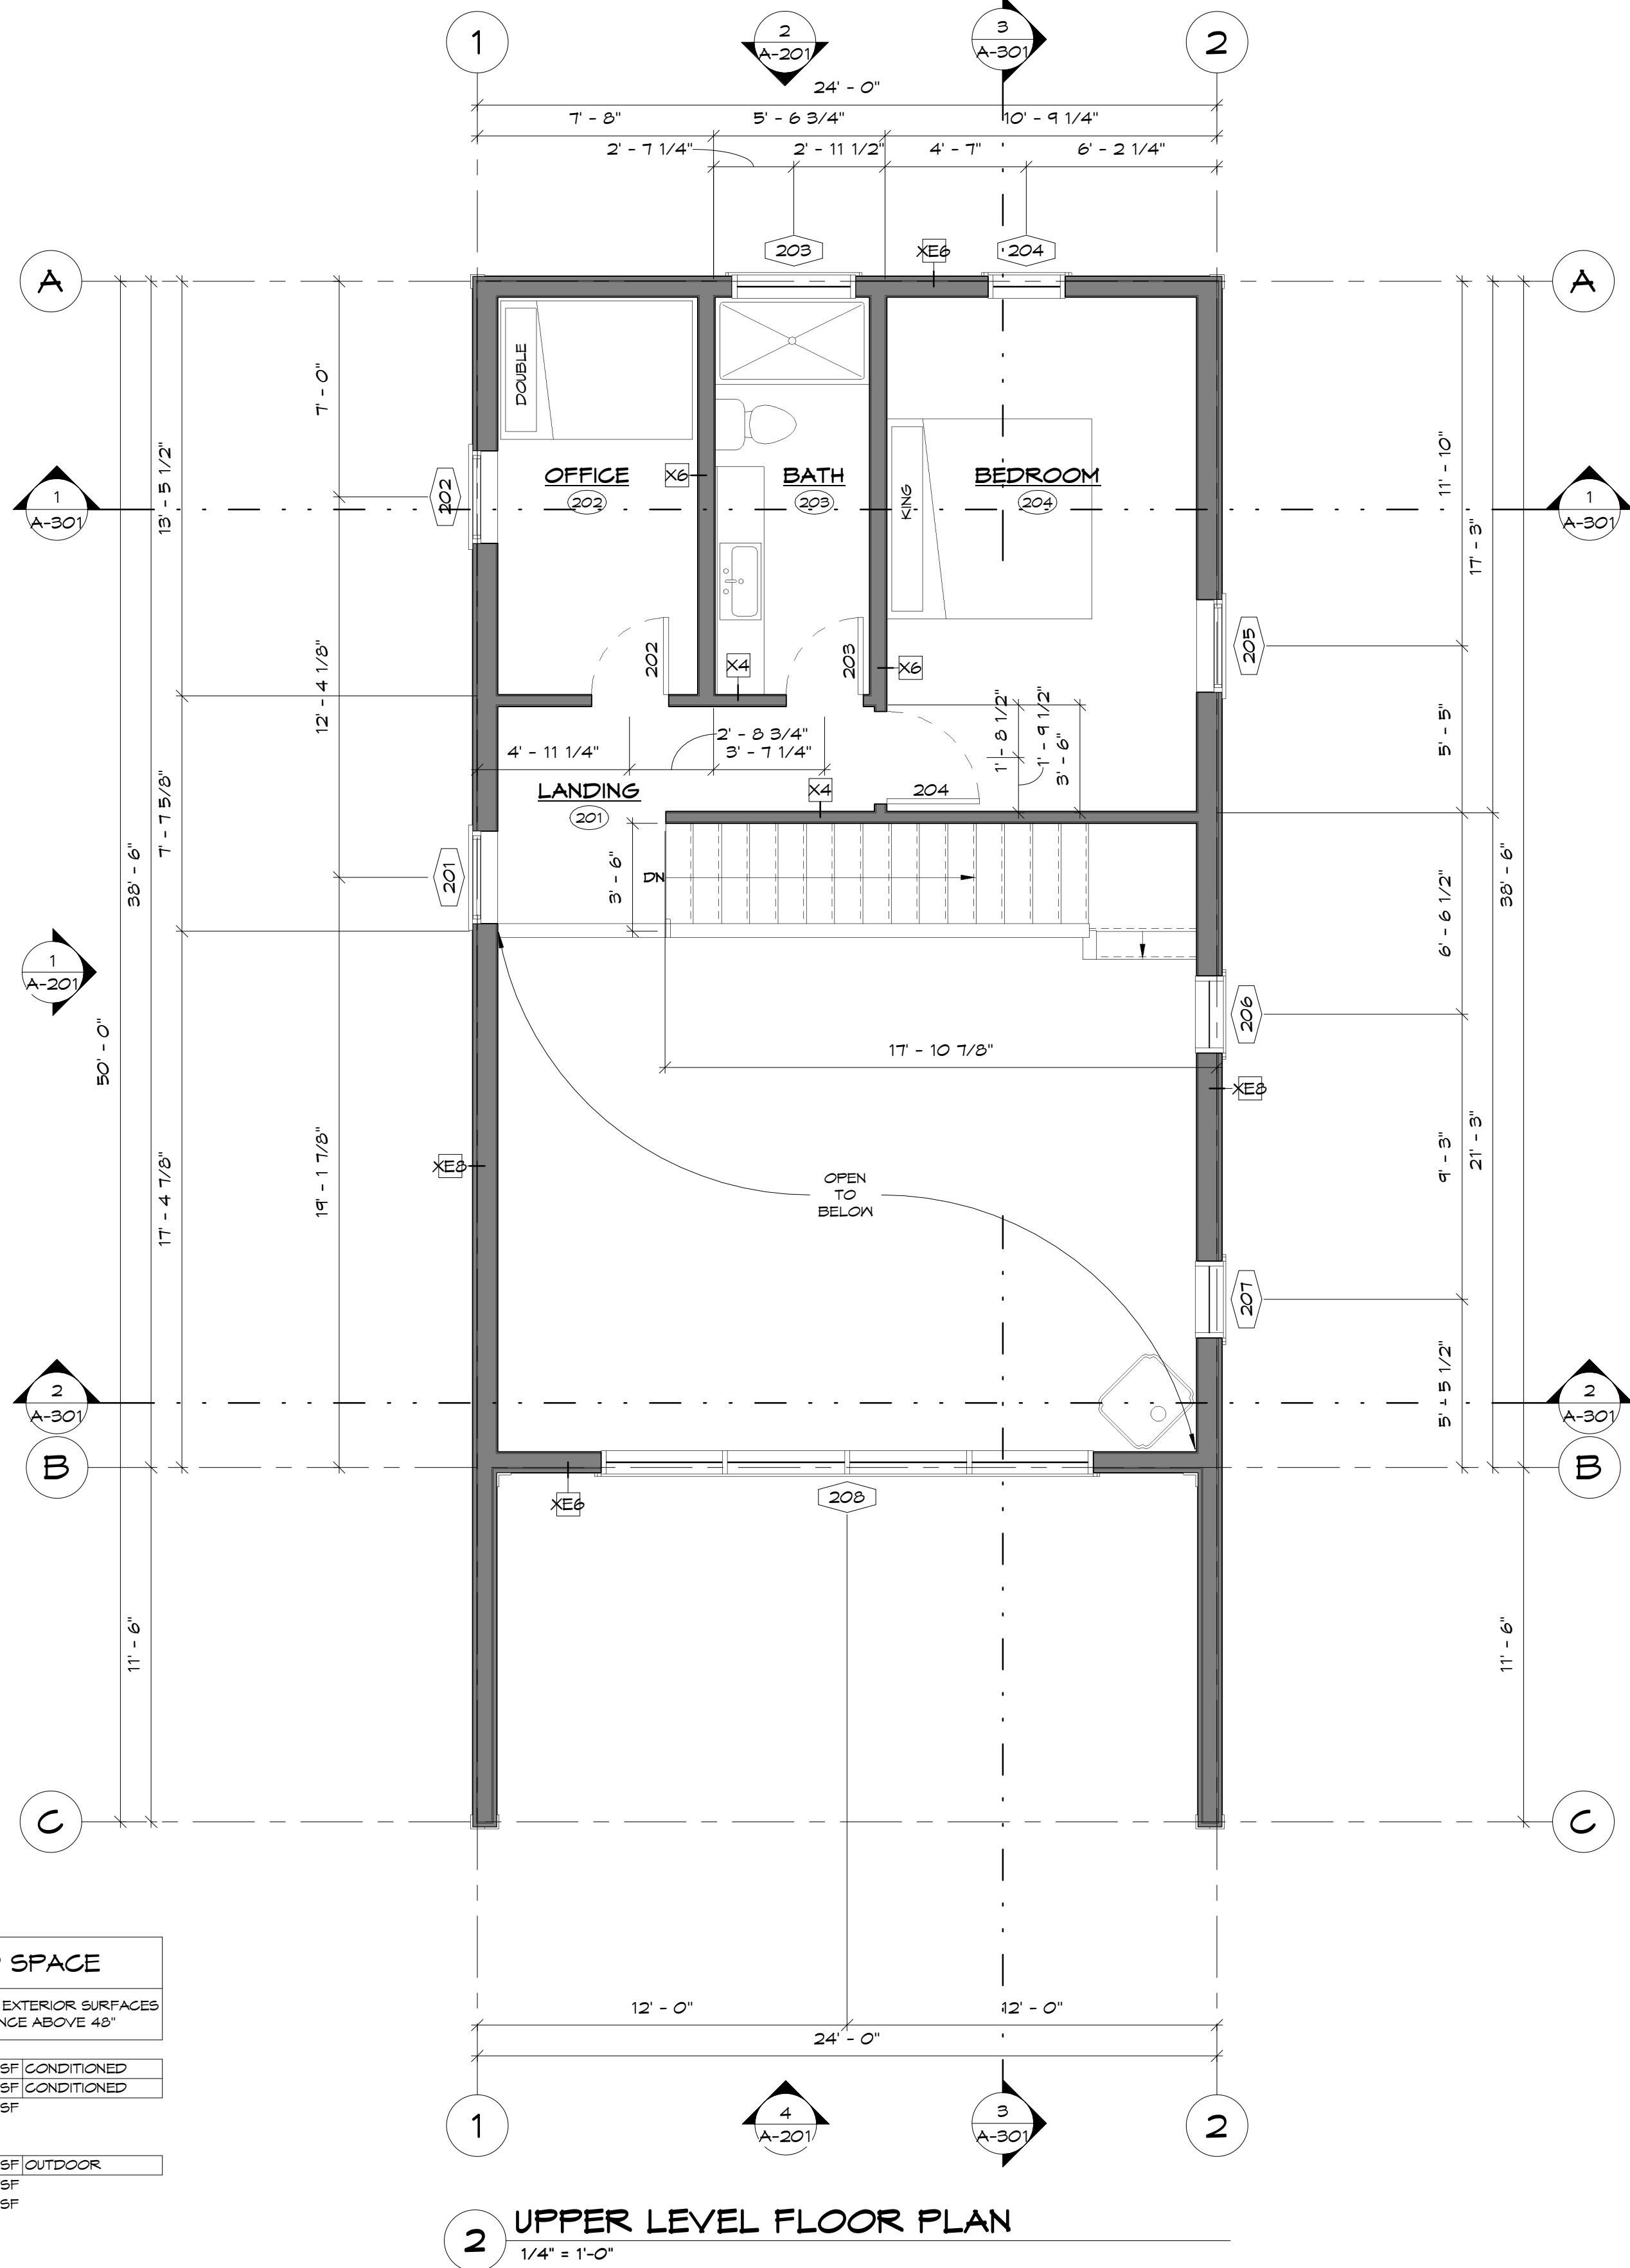 1
2
A-201
3
A-301
2
24' - 0"
7' - 8"
5' - 6 3/4"
10' - 9 1/4"
2' - 7 1/4"
2' - 11 1/2"
4' - 7"
6' - 2 1/4"
203
XE6
204
A
A
7' - 0"
13' - 5 1/2"
11' - 10"
17' - 3"
DOUBLE
OFFICE
202
X6
BATH
203
KING
BEDROOM
204
202
1
A-301
1
A-301
12' - 4 1/8"
202
X4
203
X6
205
5' - 5"
2' - 8 3/4"
4' - 11 1/4"
3' - 7 1/4"
1' - 8 1/2"
1' - 9 1/2"
3' - 6"
LANDING
201
X4
204
7' - 7 5/8"
38' - 6"
201
3' - 6"
DN
6' - 6 1/2"
38' - 6"
1
A-201
50' - 0"
206
17' - 10 7/8"
XE8
XE8
17' - 4 7/8"
19' - 1 7/8"
9' - 3"
21' - 3"
OPEN
TO
BELOW
207
5' - 5 1/2"
2
A-301
2
A-301
B
B
XE6
208
11' - 6"
11' - 6"
C
C
SPACE
EXTERIOR SURFACES
NCE ABOVE 48"
SF CONDITIONED
SF CONDITIONED
SF
SF OUTDOOR
SF
SF
12' - 0"
12' - 0"
24' - 0"
1
4
A-201
3
A-301
2
2
UPPER LEVEL FLOOR PLAN
1/4" = 1'-0"